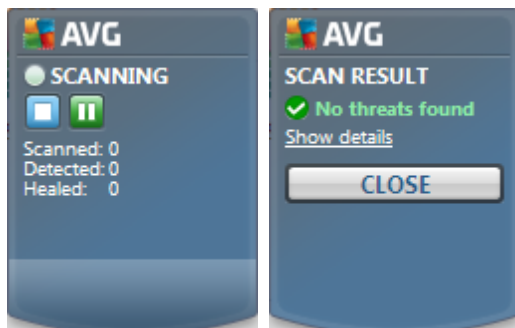 AVG
SCANNING
Scanned: 0
Detected: 0
Healed: 0
AVG
SCAN RESULT
No threats found
Show details
CLOSE